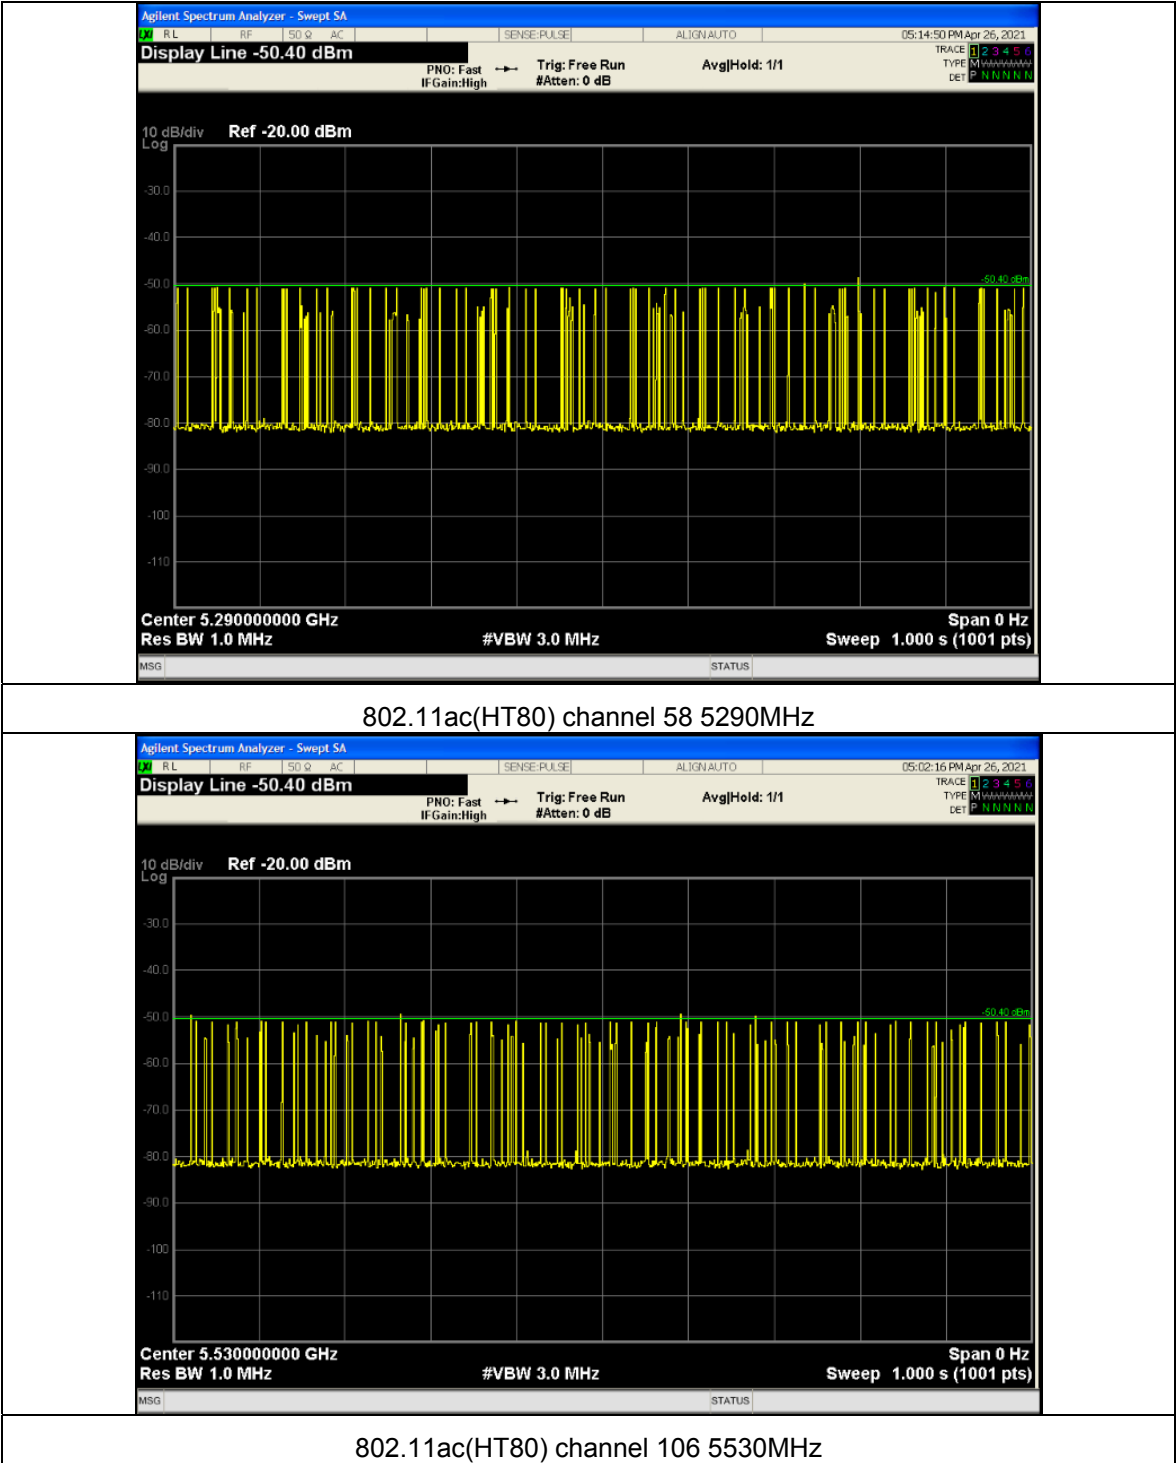 Agilent Spectrum Analyzer - Swept SA
LXI RL RF 50 Ω AC SENSE:PULSE ALIGNAUTO 05:14:50 PM Apr 26, 2021
Display Line -50.40 dBm
PNO: Fast Trig: Free Run Avg|Hold: 1/1 TRACE 1 2 3 4 5 6
IFGain:High #Atten: 0 dB TYPE M
DET P N N N N N
10 dB/div Ref -20.00 dBm
Log
-30.0
-40.0
-50.0
-50.40 dBm
-60.0
-70.0
-80.0
-90.0
-100
-110
Center 5.290000000 GHz Span 0 Hz
Res BW 1.0 MHz #VBW 3.0 MHz Sweep 1.000 s (1001 pts)
MSG STATUS
802.11ac(HT80) channel 58 5290MHz
Agilent Spectrum Analyzer - Swept SA
LXI RL RF 50 Ω AC SENSE:PULSE ALIGNAUTO 05:02:16 PM Apr 26, 2021
Display Line -50.40 dBm
PNO: Fast Trig: Free Run Avg|Hold: 1/1 TRACE 1 2 3 4 5 6
IFGain:High #Atten: 0 dB TYPE M
DET P N N N N N
10 dB/div Ref -20.00 dBm
Log
-30.0
-40.0
-50.0
-50.40 dBm
-60.0
-70.0
-80.0
-90.0
-100
-110
Center 5.530000000 GHz Span 0 Hz
Res BW 1.0 MHz #VBW 3.0 MHz Sweep 1.000 s (1001 pts)
MSG STATUS
802.11ac(HT80) channel 106 5530MHz